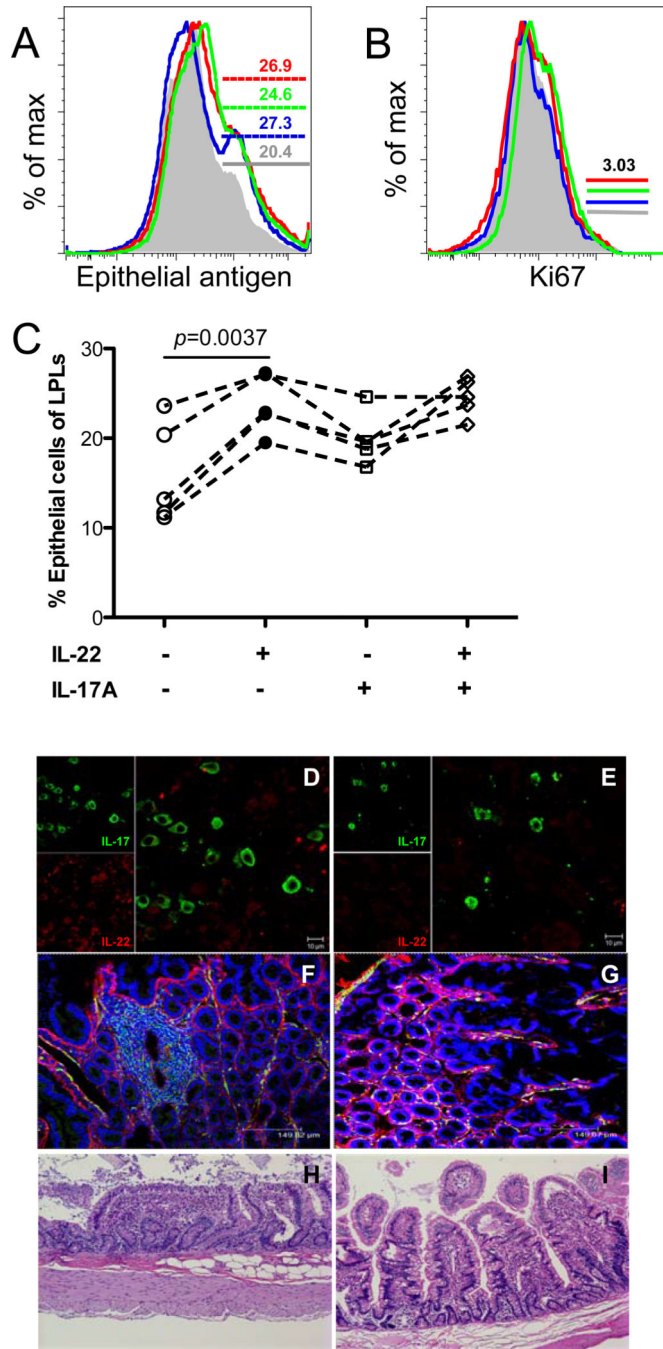 A
% of max
26.9
24.6
27.3
20.4
Epithelial antigen
B
% of max
3.03
Ki67
C
p=0.0037
% Epithelial cells of LPLs
30
20
10
0
IL-22 - + - +
IL-17A - - + +
D
IL-17
IL-22
10 µm
E
IL-17
IL-22
10 µm
F
G
H
I